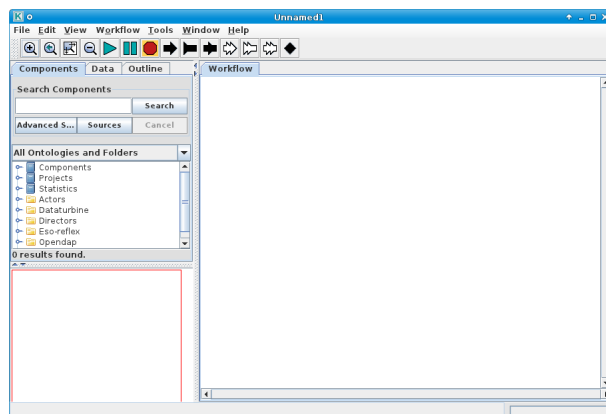 Unnamed1
File Edit View Workflow Tools Window Help
Components Data Outline
Workflow
Search Components
Search
Advanced S... Sources Cancel
All Ontologies and Folders
Components
Projects
Statistics
Actors
Dataturbine
Directors
Eso-reflex
Opendap
0 results found.